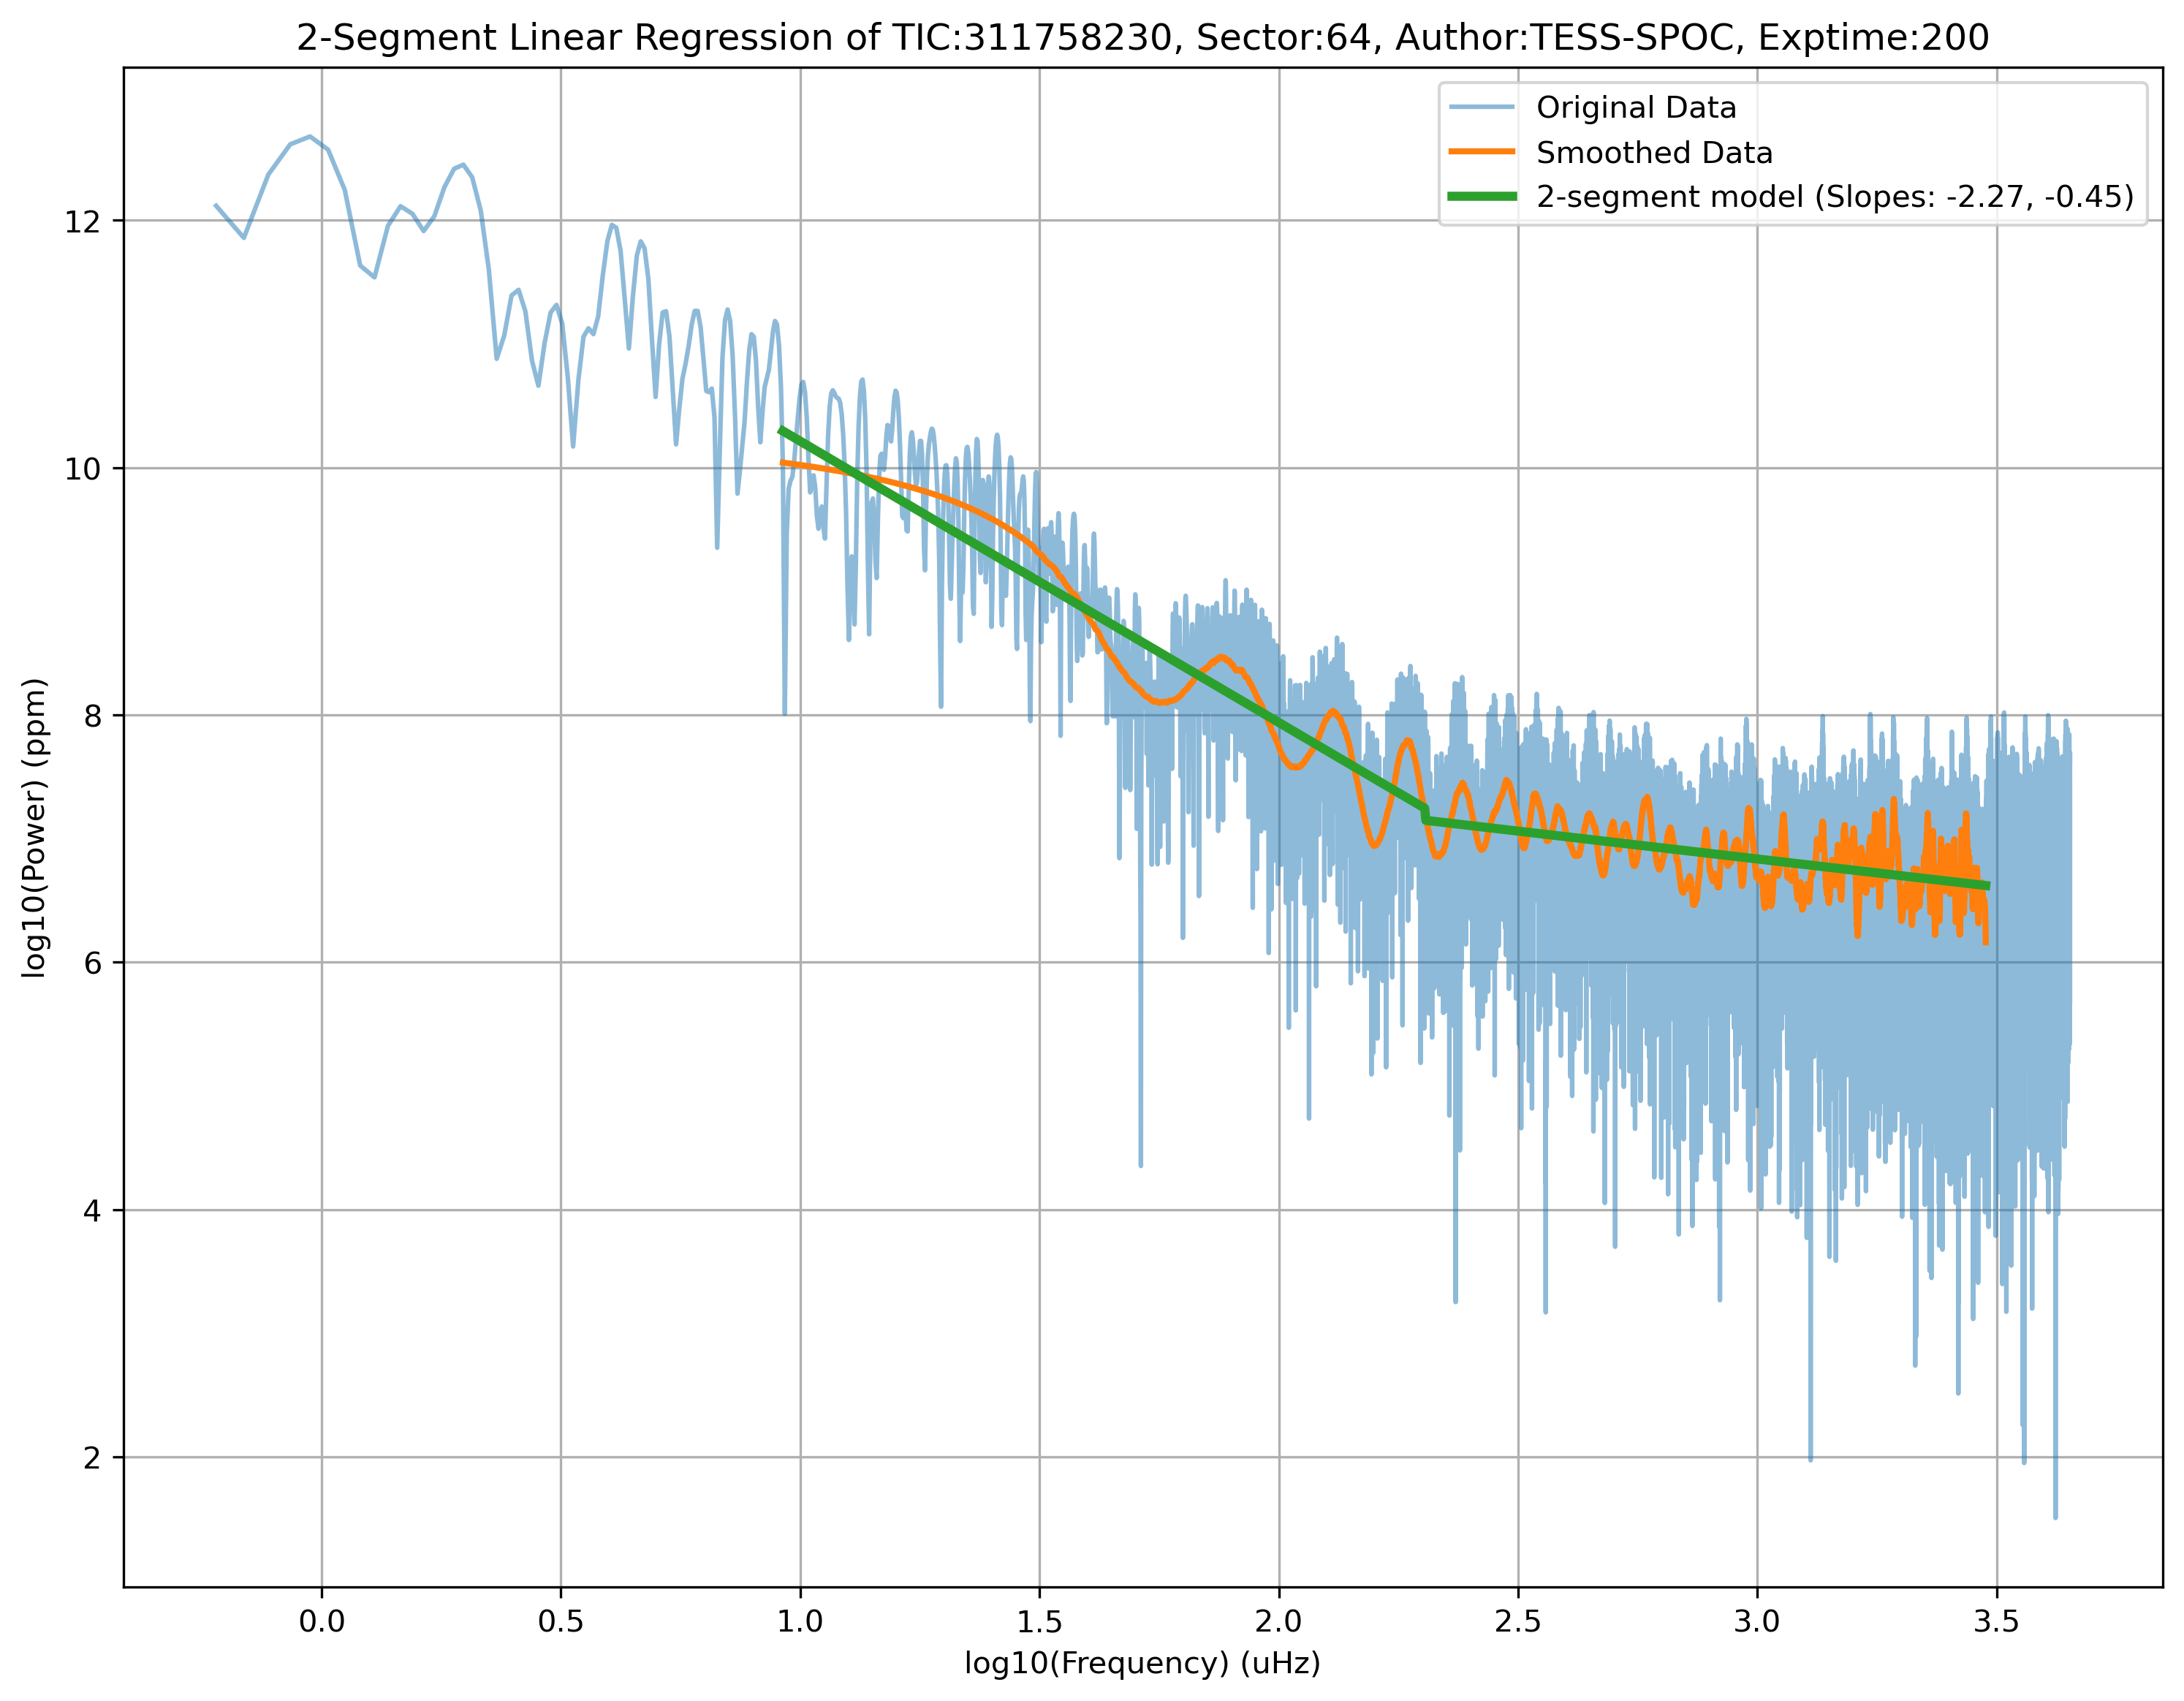 2-Segment Linear Regression of TIC:311758230, Sector:64, Author:TESS-SPOC, Exptime:200
Original Data
Smoothed Data
2-segment model (Slopes: -2.27, -0.45)
12
10
8
6
4
2
log10(Power) (ppm)
0.0 0.5 1.0 1.5 2.0 2.5 3.0 3.5
log10(Frequency) (uHz)